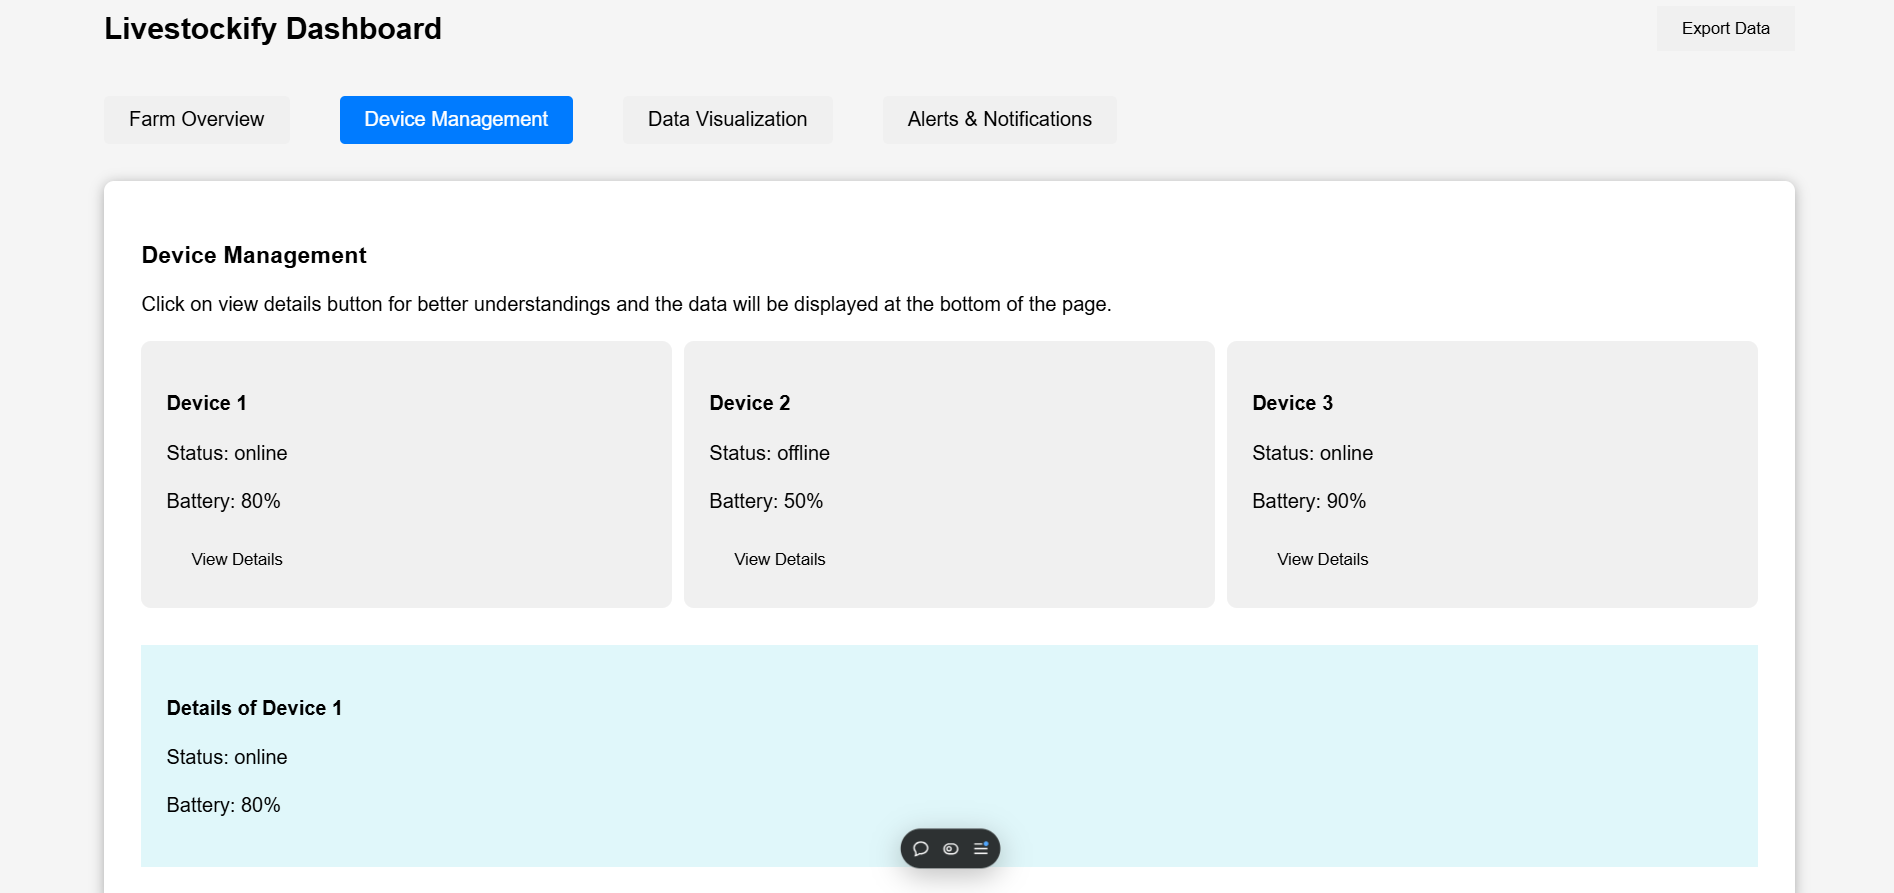 Livestockify Dashboard
Export Data
Farm Overview
Device Management
Data Visualization
Alerts & Notifications
Device Management
Click on view details button for better understandings and the data will be displayed at the bottom of the page.
Device 1
Status: online
Battery: 80%
View Details
Device 2
Status: offline
Battery: 50%
View Details
Device 3
Status: online
Battery: 90%
View Details
Details of Device 1
Status: online
Battery: 80%